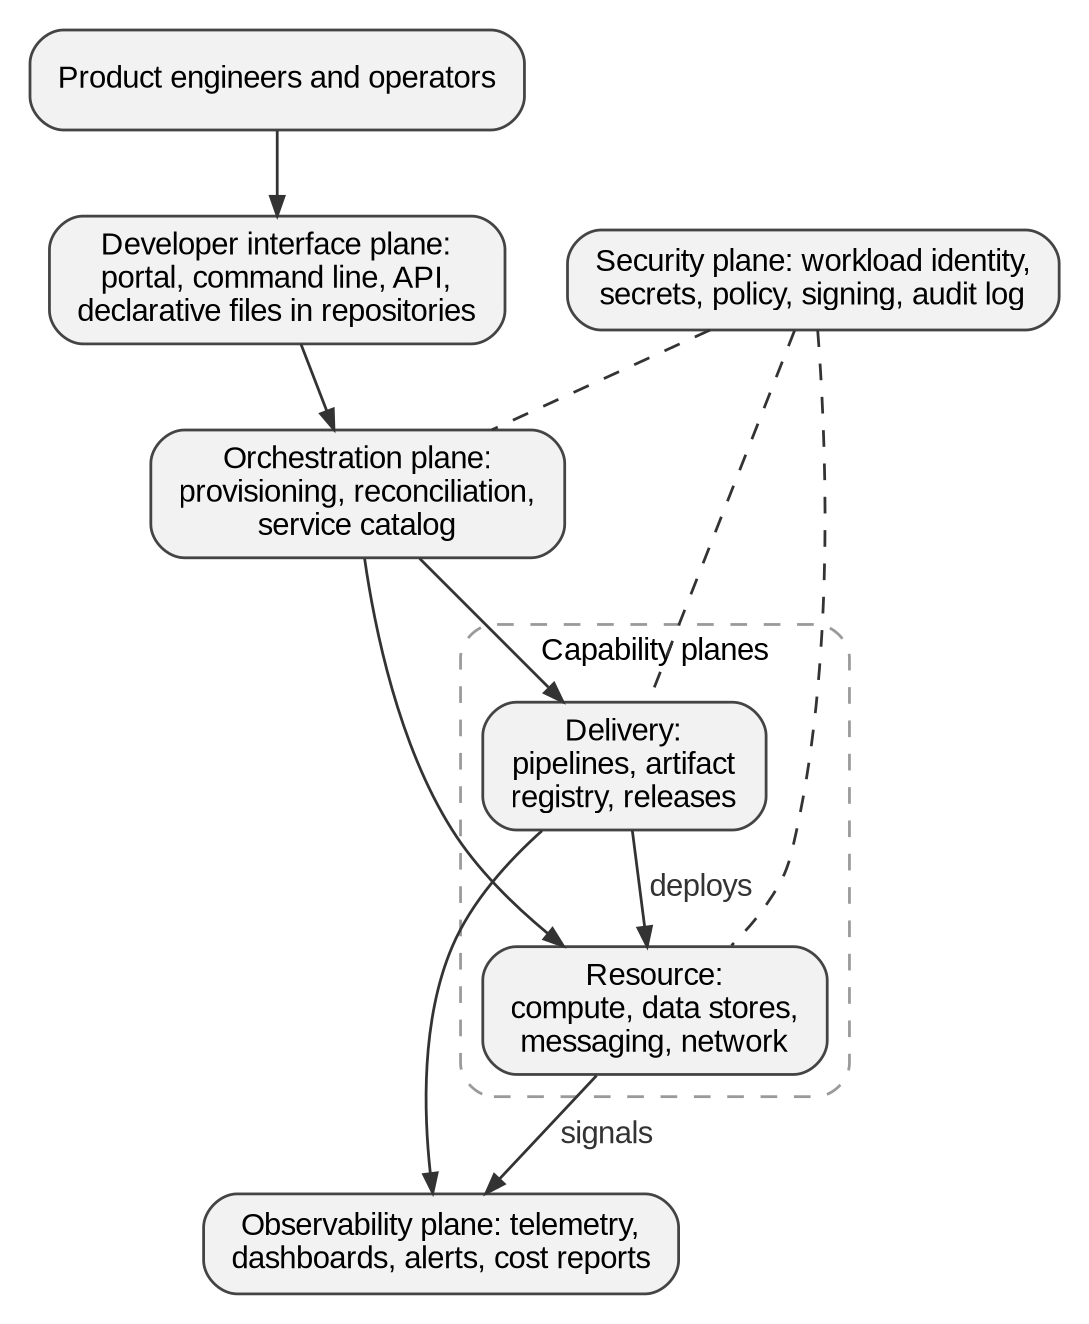 Product engineers and operators
Developer interface plane:
portal, command line, API,
declarative files in repositories
Security plane: workload identity,
secrets, policy, signing, audit log
Orchestration plane:
provisioning, reconciliation,
service catalog
Capability planes
Delivery:
pipelines, artifact
registry, releases
deploys
Resource:
compute, data stores,
messaging, network
signals
Observability plane: telemetry,
dashboards, alerts, cost reports